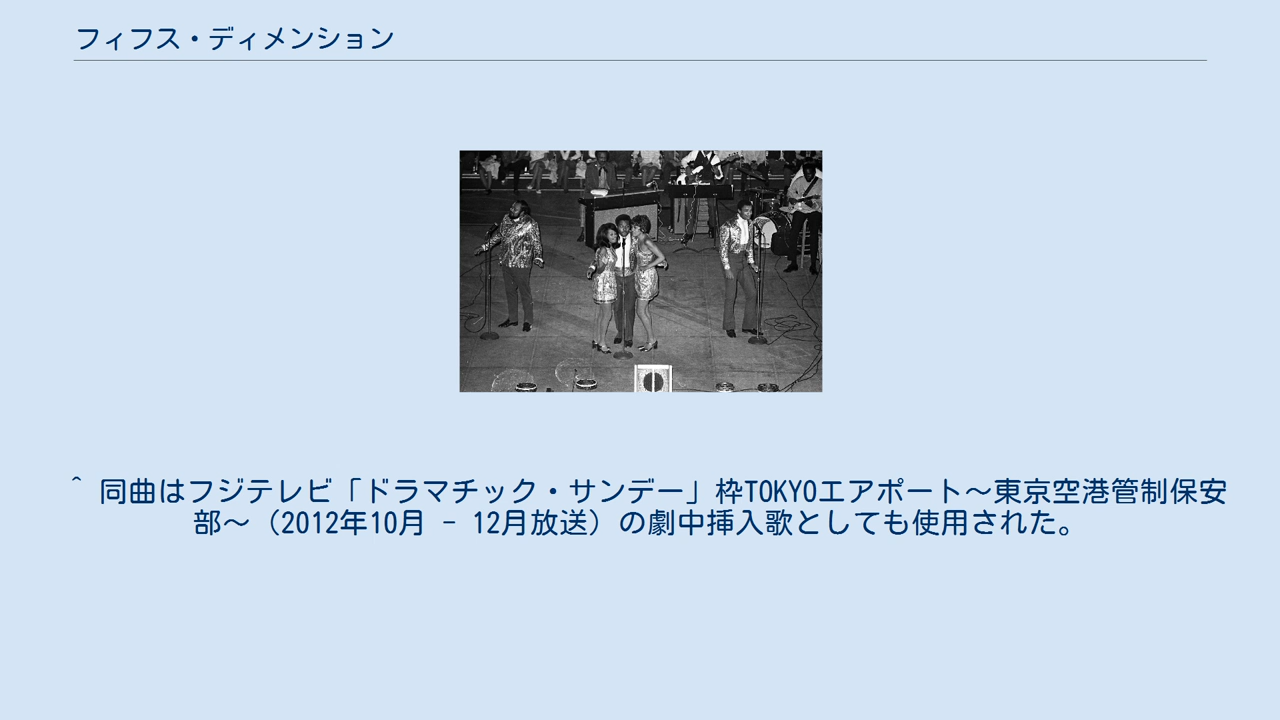 フィフス・ディメンション
^ 同曲はフジテレビ「ドラマチック・サンデー」枠TOKYOエアポート～東京空港管制保安
部～（2012年10月 - 12月放送）の劇中挿入歌としても使用された。